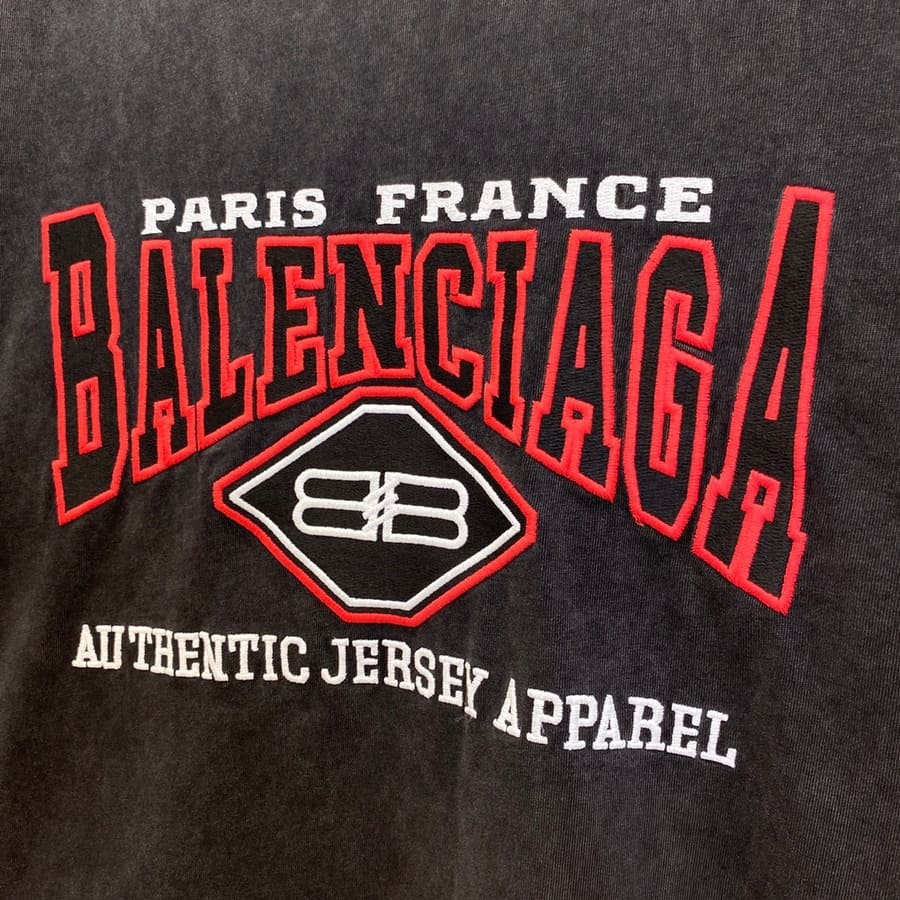 PARIS FRANCE
BALENCIAGA
BB
AUTHENTIC JERSEY APPAREL